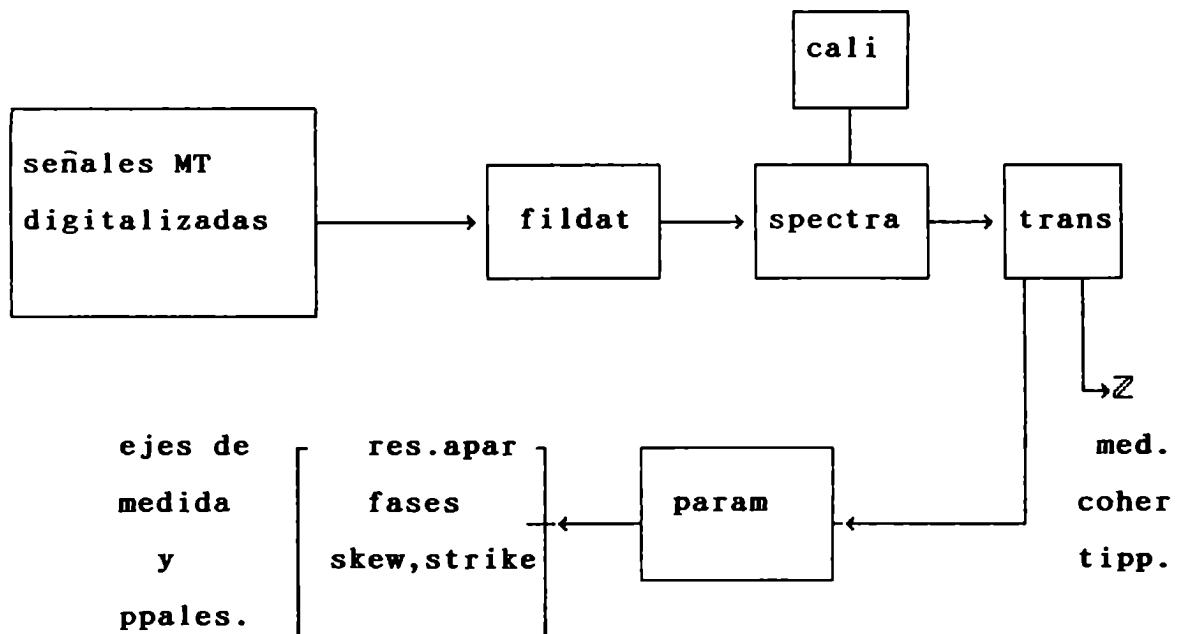 cali
señales MT
digitalizadas
fildat
spectra
trans
ℤ
med.
coher
tipp.
param
res.apar
fases
skew,strike
ejes de
medida
y
ppales.